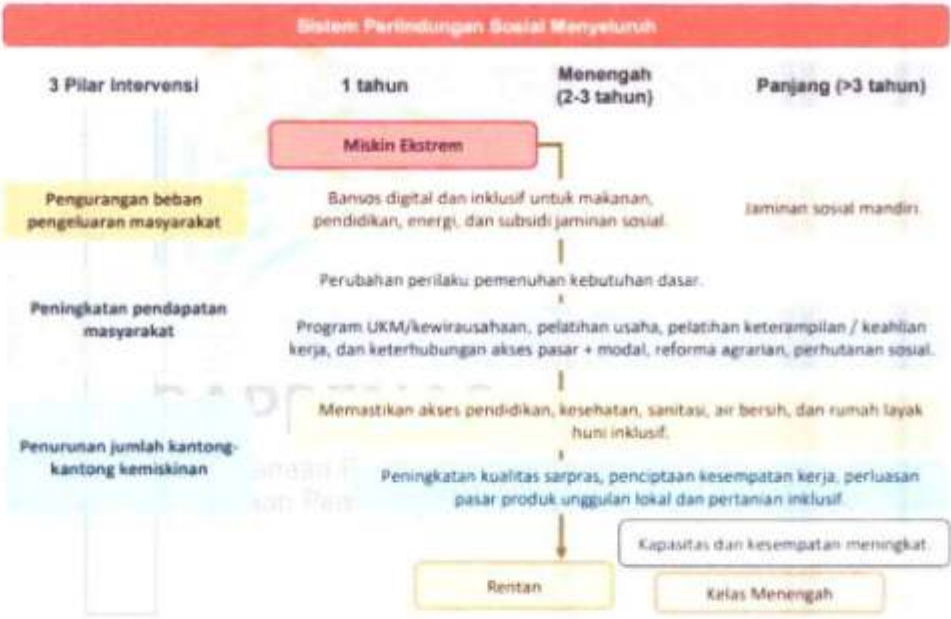 Sistem Perlindungan Sosial Menyeluruh
3 Pilar Intervensi
1 tahun
Menengah
(2-3 tahun)
Panjang (>3 tahun)
Miskin Ekstrem
Pengurangan beban
pengeluaran masyarakat
Bansos digital dan inklusif untuk makanan,
pendidikan, energi, dan subsidi jaminan sosial.
Jaminan sosial mandiri.
Perubahan perilaku pemenuhan kebutuhan dasar.
Peningkatan pendapatan
masyarakat
Program UKM/kewirausahaan, pelatihan usaha, pelatihan keterampilan / keahlian
kerja, dan keterhubungan akses pasar + modal, reforma agrarian, perhutanan sosial.
Memastikan akses pendidikan, kesehatan, sanitasi, air bersih, dan rumah layak
huni inklusif.
Penurunan jumlah kantong-
kantong kemiskinan
Peningkatan kualitas sarpras, penciptaan kesempatan kerja, perluasan
pasar produk unggulan lokal dan pertanian inklusif.
Kapasitas dan kesempatan meningkat.
Rentan
Kelas Menengah